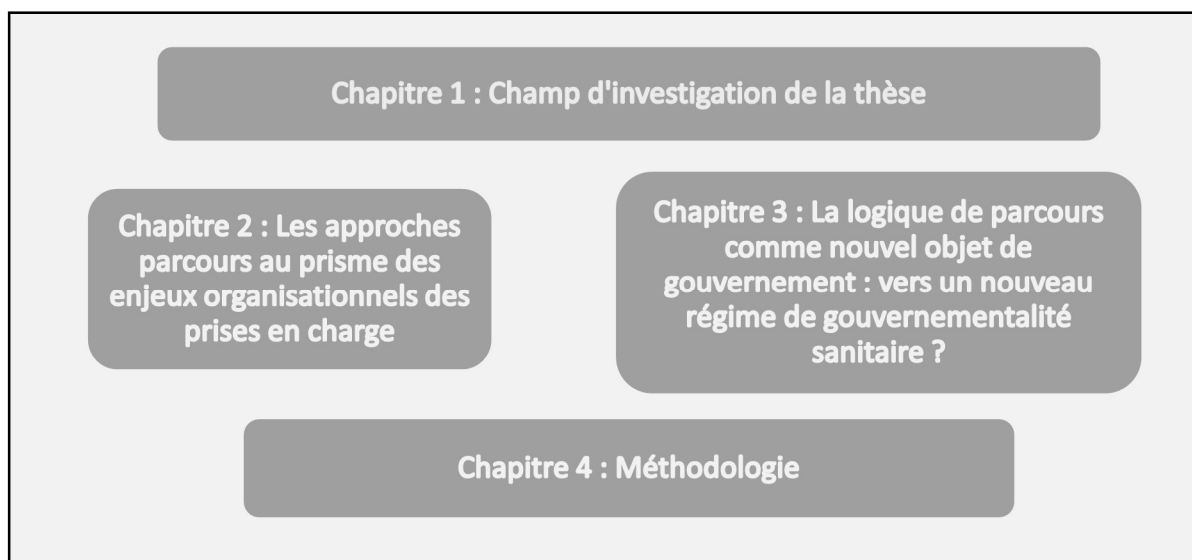 Chapitre 1 : Champ d'investigation de la thèse
Chapitre 2 : Les approches
parcours au prisme des
enjeux organisationnels des
prises en charge
Chapitre 3 : La logique de parcours
comme nouvel objet de
gouvernement : vers un nouveau
régime de gouvernementalité
sanitaire ?
Chapitre 4 : Méthodologie